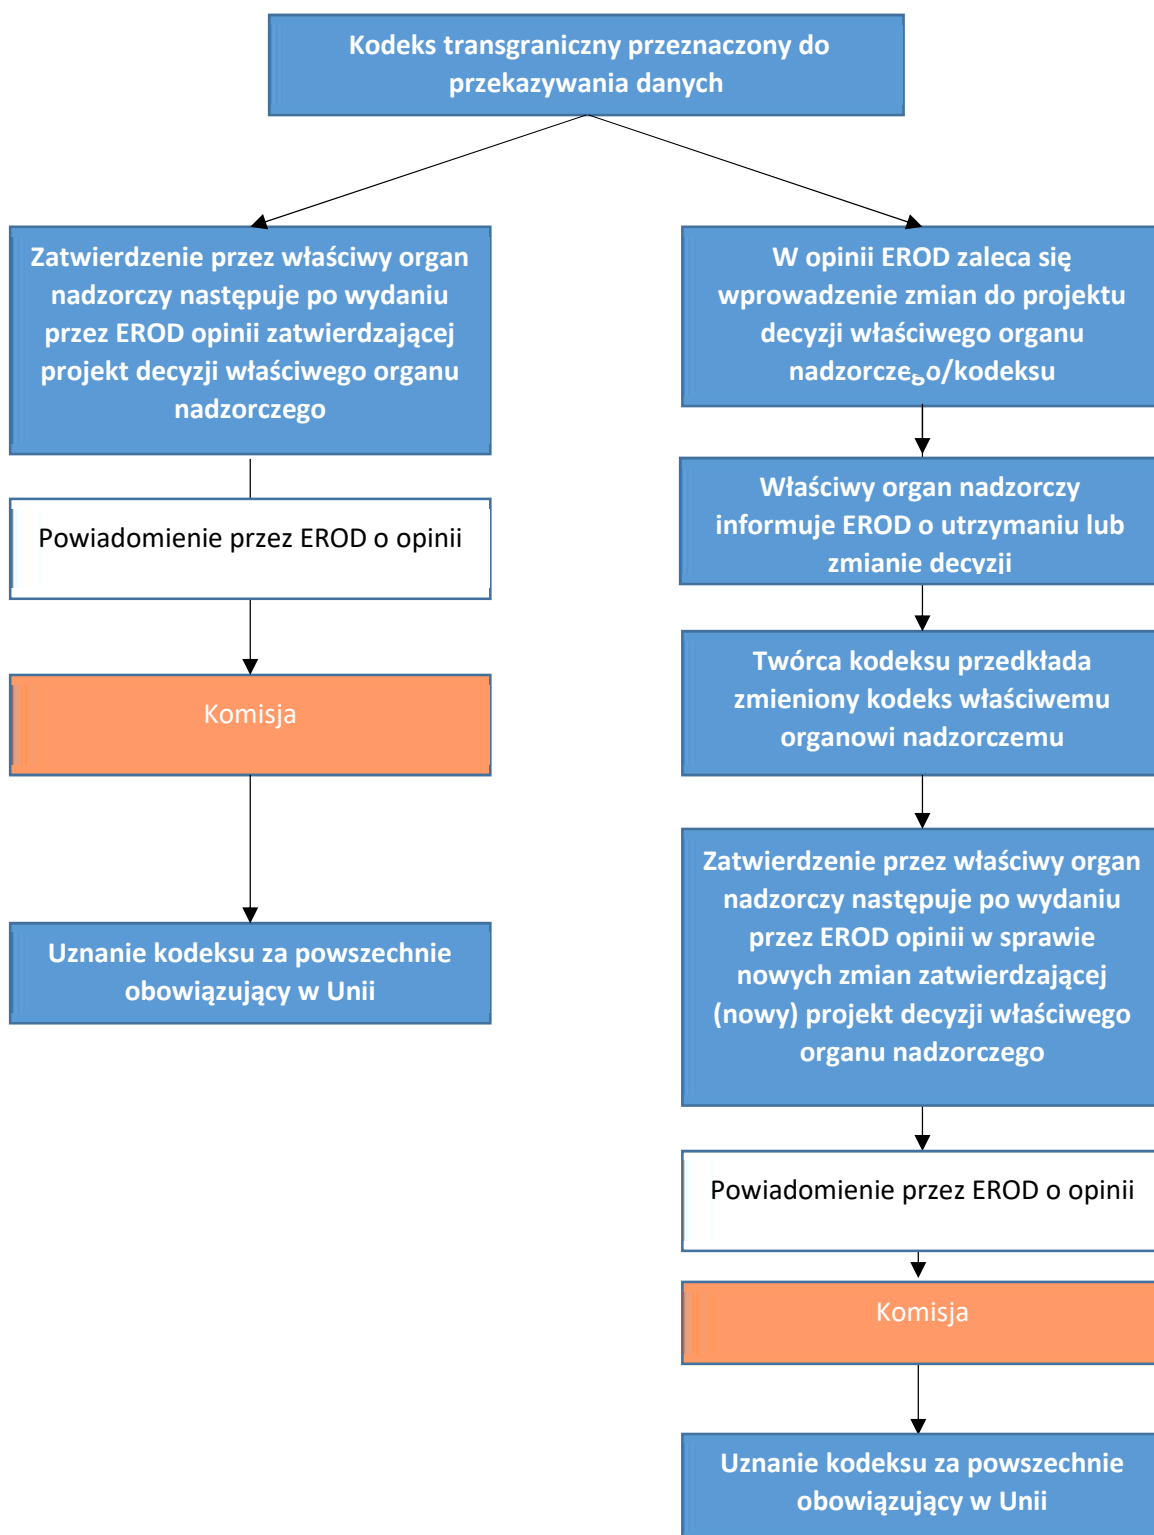 Kodeks transgraniczny przeznaczony do
przekazywania danych
Zatwierdzenie przez właściwy organ
nadzorczy następuje po wydaniu
przez EROD opinii zatwierdzającej
projekt decyzji właściwego organu
nadzorczego
Powiadomienie przez EROD o opinii
Komisja
Uznanie kodeksu za powszechnie
obowiązujący w Unii
W opinii EROD zaleca się
wprowadzenie zmian do projektu
decyzji właściwego organu
nadzorczego/kodeksu
Właściwy organ nadzorczy
informuje EROD o utrzymaniu lub
zmianie decyzji
Twórca kodeksu przedkłada
zmieniony kodeks właściwemu
organowi nadzorczemu
Zatwierdzenie przez właściwy organ
nadzorczy następuje po wydaniu
przez EROD opinii w sprawie
nowych zmian zatwierdzającej
(nowy) projekt decyzji właściwego
organu nadzorczego
Powiadomienie przez EROD o opinii
Komisja
Uznanie kodeksu za powszechnie
obowiązujący w Unii